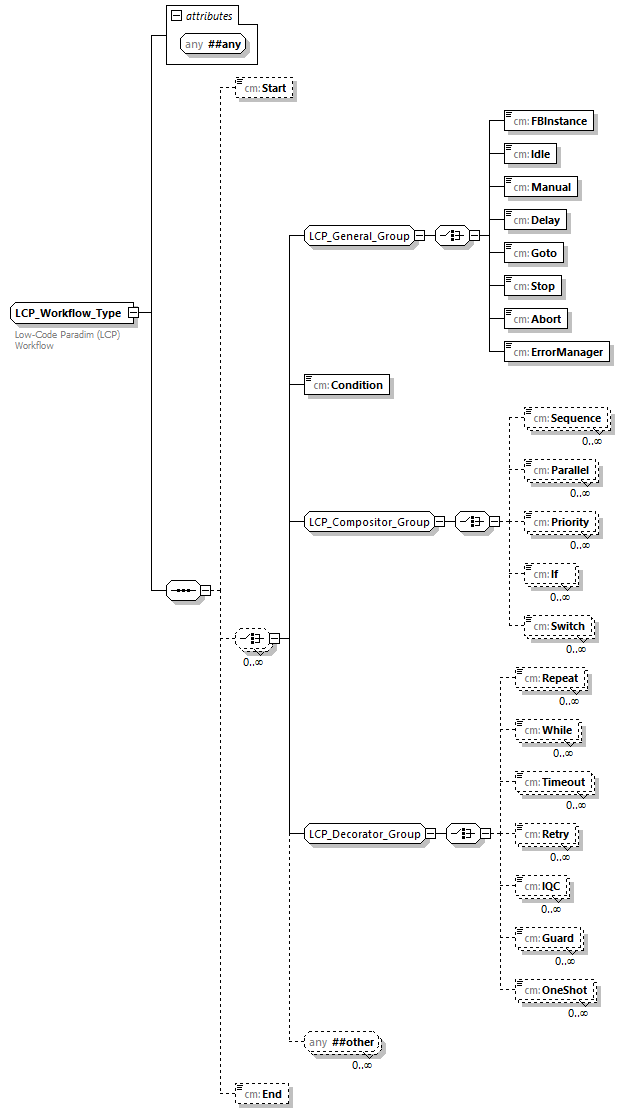 attributes
any ##any
cm: Start
cm: FBInstance
cm: Idle
cm: Manual
cm: Delay
LCP_General_Group
cm: Goto
cm: Stop
LCP_Workflow_Type
cm: Abort
Low-Code Paradim (LCP)
Workflow
cm: ErrorManager
cm: Condition
cm: Sequence
0..∞
cm: Parallel
0..∞
LCP_Compositor_Group
cm: Priority
0..∞
cm: If
0..∞
cm: Switch
0..∞
0..∞
cm: Repeat
0..∞
cm: While
0..∞
cm: Timeout
0..∞
LCP_Decorator_Group
cm: Retry
0..∞
cm: IQC
0..∞
cm: Guard
0..∞
cm: OneShot
0..∞
any ##other
0..∞
cm: End